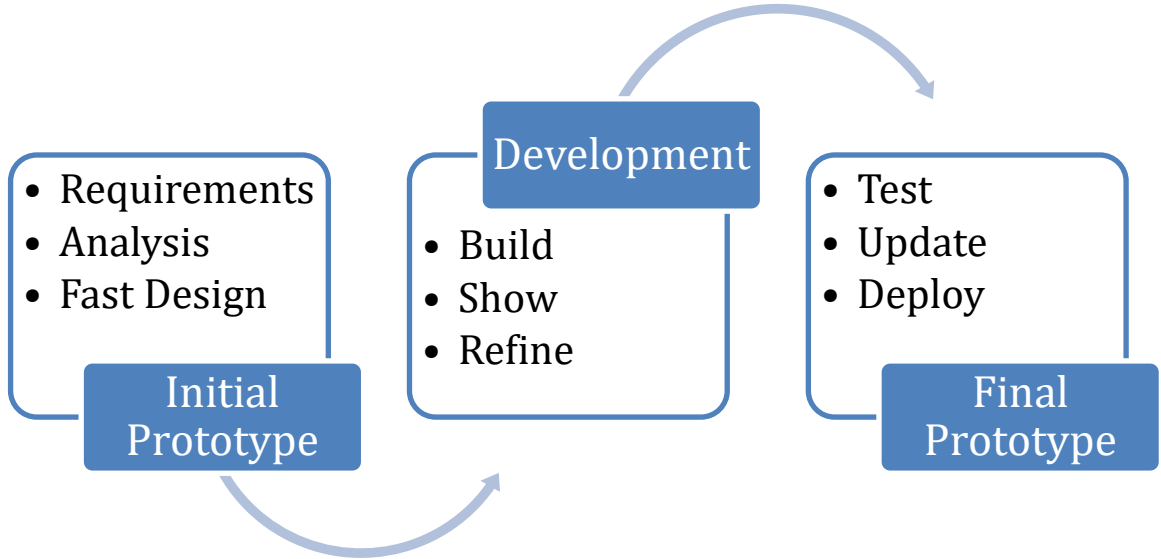 • Requirements
• Analysis
• Fast Design
Initial
Prototype
Development
• Build
• Show
• Refine
• Test
• Update
• Deploy
Final
Prototype